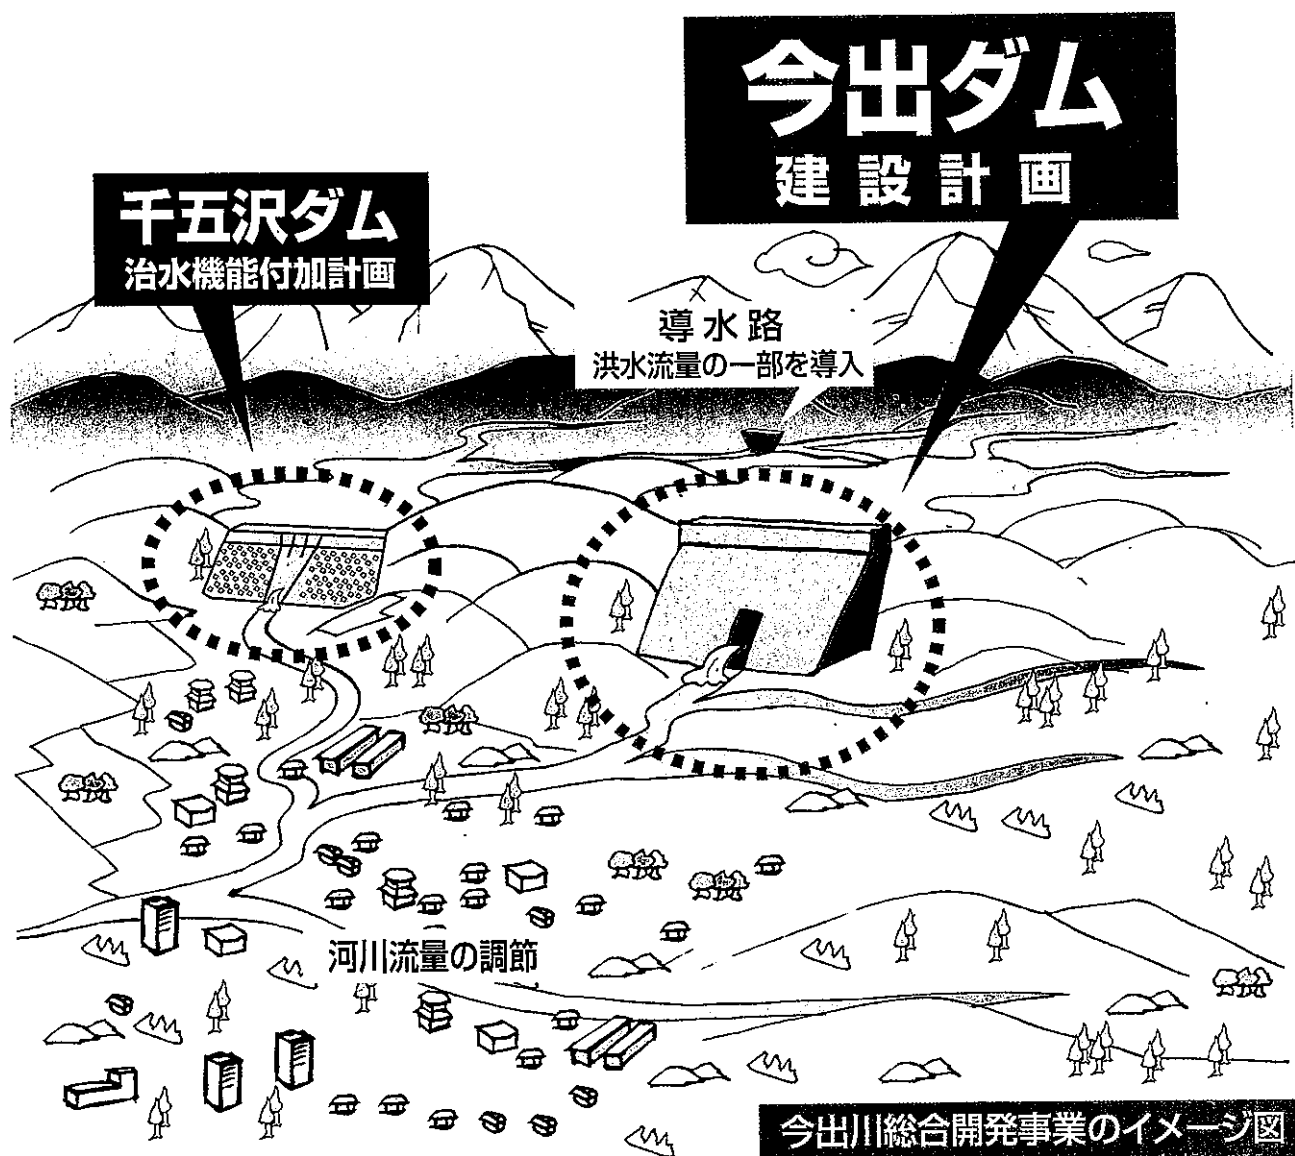 今出ダム
建設計画
千五沢ダム
治水機能付加計画
導水路
洪水流量の一部を導入
河川流量の調節
今出川総合開発事業のイメージ図